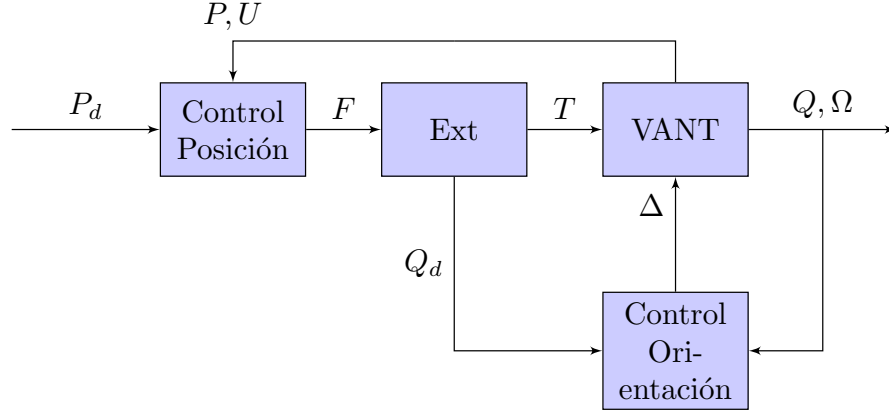 P, U
P_d
Control
Posición
F
Ext
T
VANT
Q, Ω
Δ
Q_d
Control
Ori-
entación